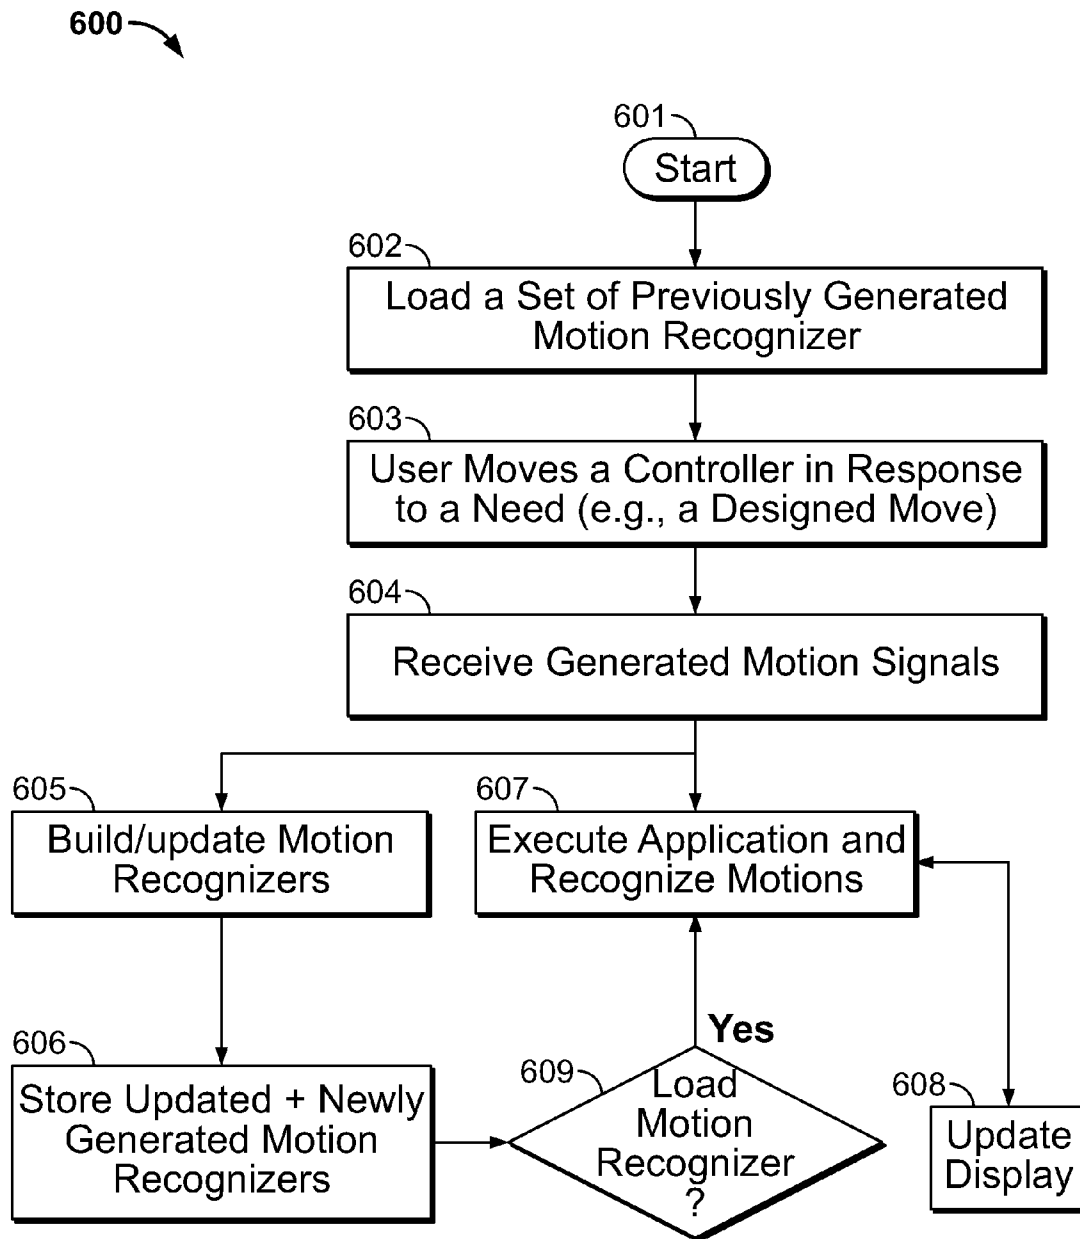 600
601
Start
602
Load a Set of Previously Generated
Motion Recognizer
603
User Moves a Controller in Response
to a Need (e.g., a Designed Move)
604
Receive Generated Motion Signals
605
Build/update Motion
Recognizers
607
Execute Application and
Recognize Motions
606
Store Updated + Newly
Generated Motion
Recognizers
Yes
609
Load
Motion
Recognizer
?
608
Update
Display